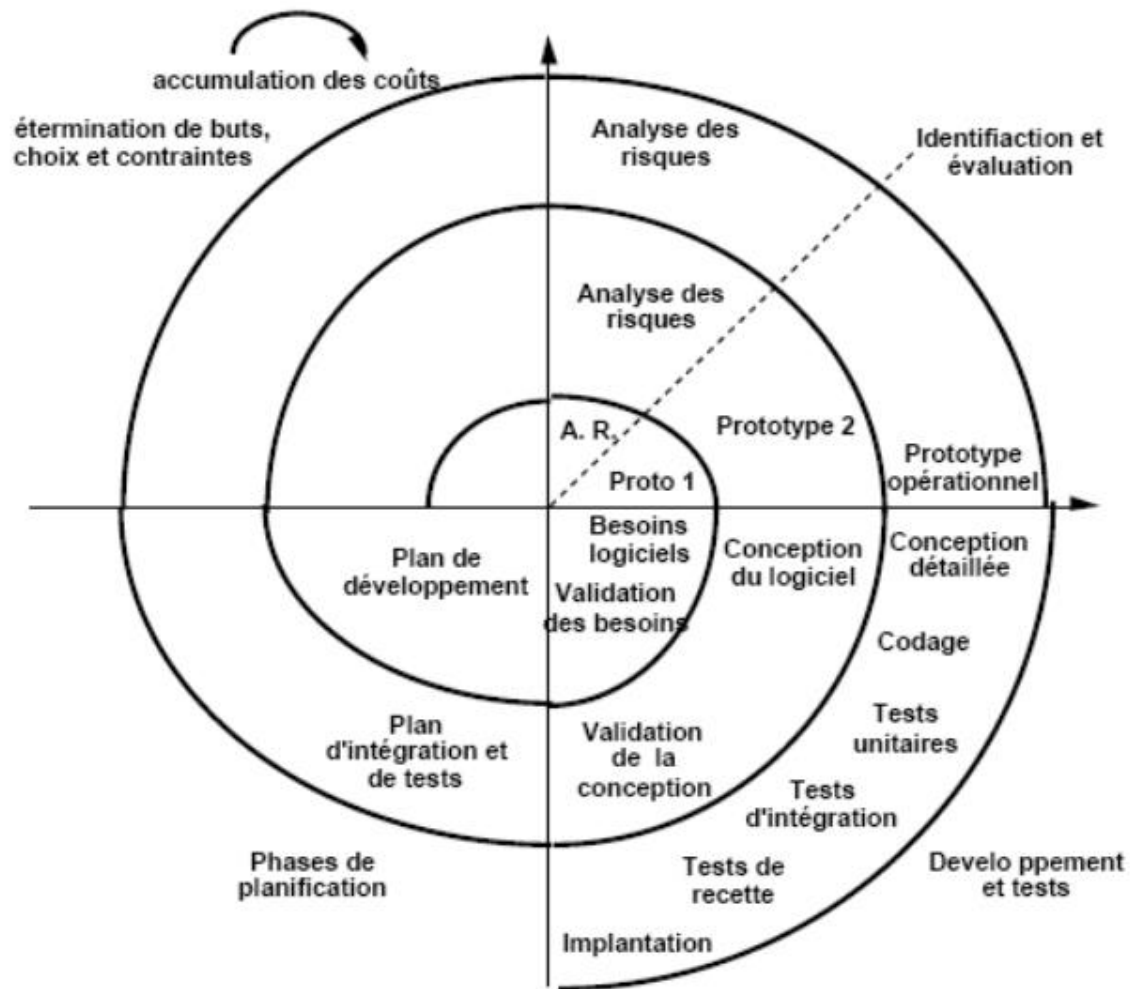 accumulation des coûts
étermination de buts,
choix et contraintes
Analyse des
risques
Identifiaction et
évaluation
Analyse des
risques
A. R.
Proto 1
Prototype 2
Prototype
opérationnel
Plan de
développement
Besoins
logiciels
Validation
des besoins
Conception
du logiciel
Conception
détaillée
Codage
Tests
unitaires
Plan
d'intégration et
de tests
Validation
de la
conception
Tests
d'intégration
Phases de
planification
Tests de
recette
Develo ppement
et tests
Implantation